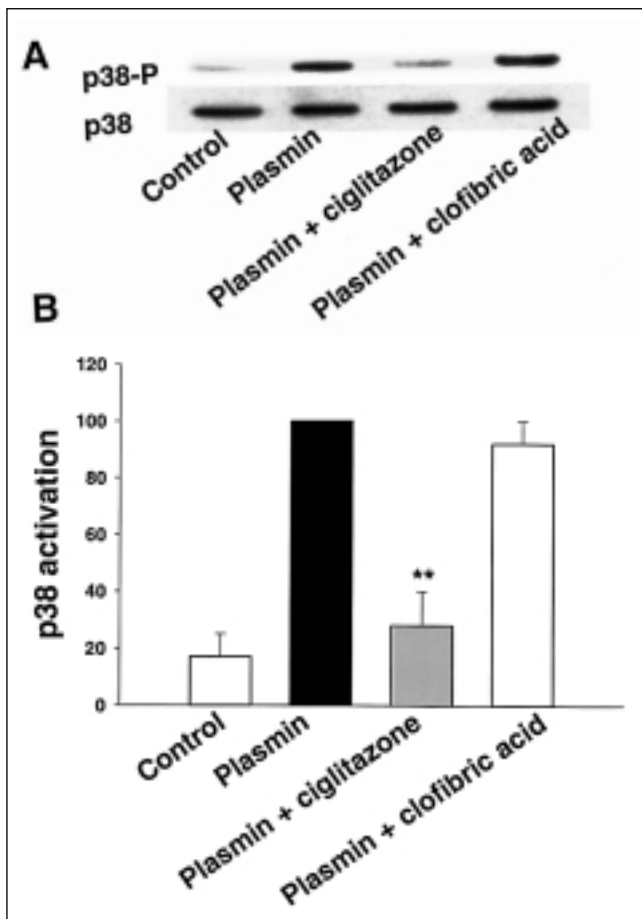 A
p38-P
p38
Control
Plasmin
Plasmin + ciglitazone
Plasmin + clofibric acid
B
120
100
80
60
40
20
0
p38 activation
**
Control
Plasmin
Plasmin + ciglitazone
Plasmin + clofibric acid